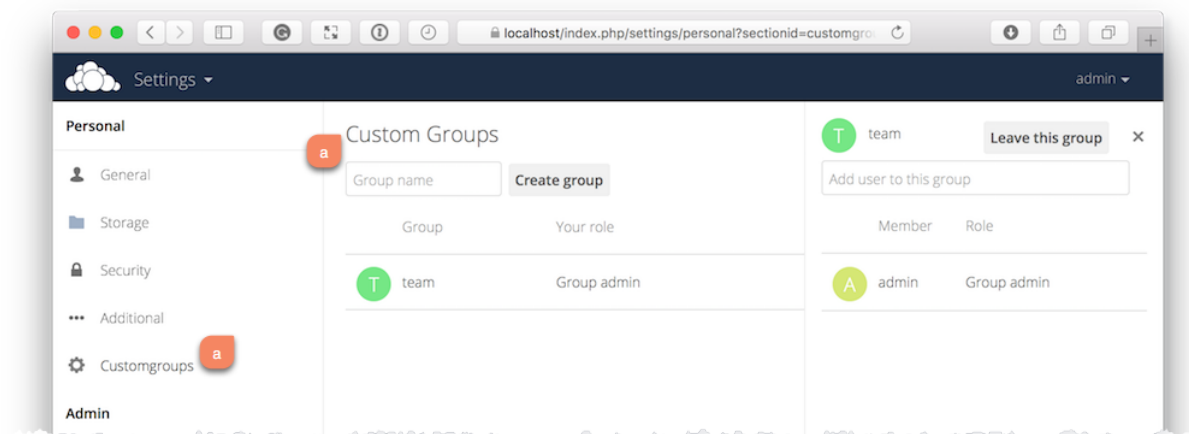 localhost/index.php/settings/personal?sectionid=customgro
Settings
admin
Personal
General
Storage
Security
Additional
Customgroups
a
Admin
a
Custom Groups
Group name
Create group
Group Your role
T team Group admin
T team
Leave this group
Add user to this group
Member Role
A admin Group admin